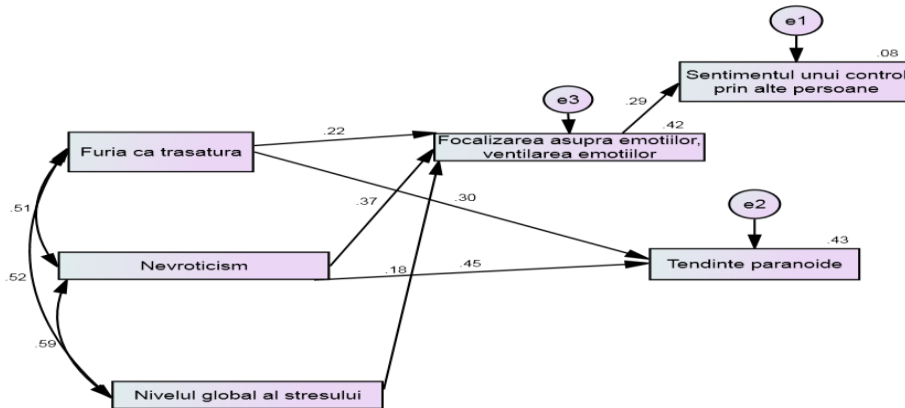 e1
.08
Sentimentul unui control
prin alte persoane
e3
.29
.42
.22
Focalizarea asupra emotiilor,
ventilarea emotiilor
Furia ca trasatura
.37
.30
e2
.51
.43
Nevroticism
.18
.45
Tendinte paranoide
.52
.59
Nivelul global al stresului